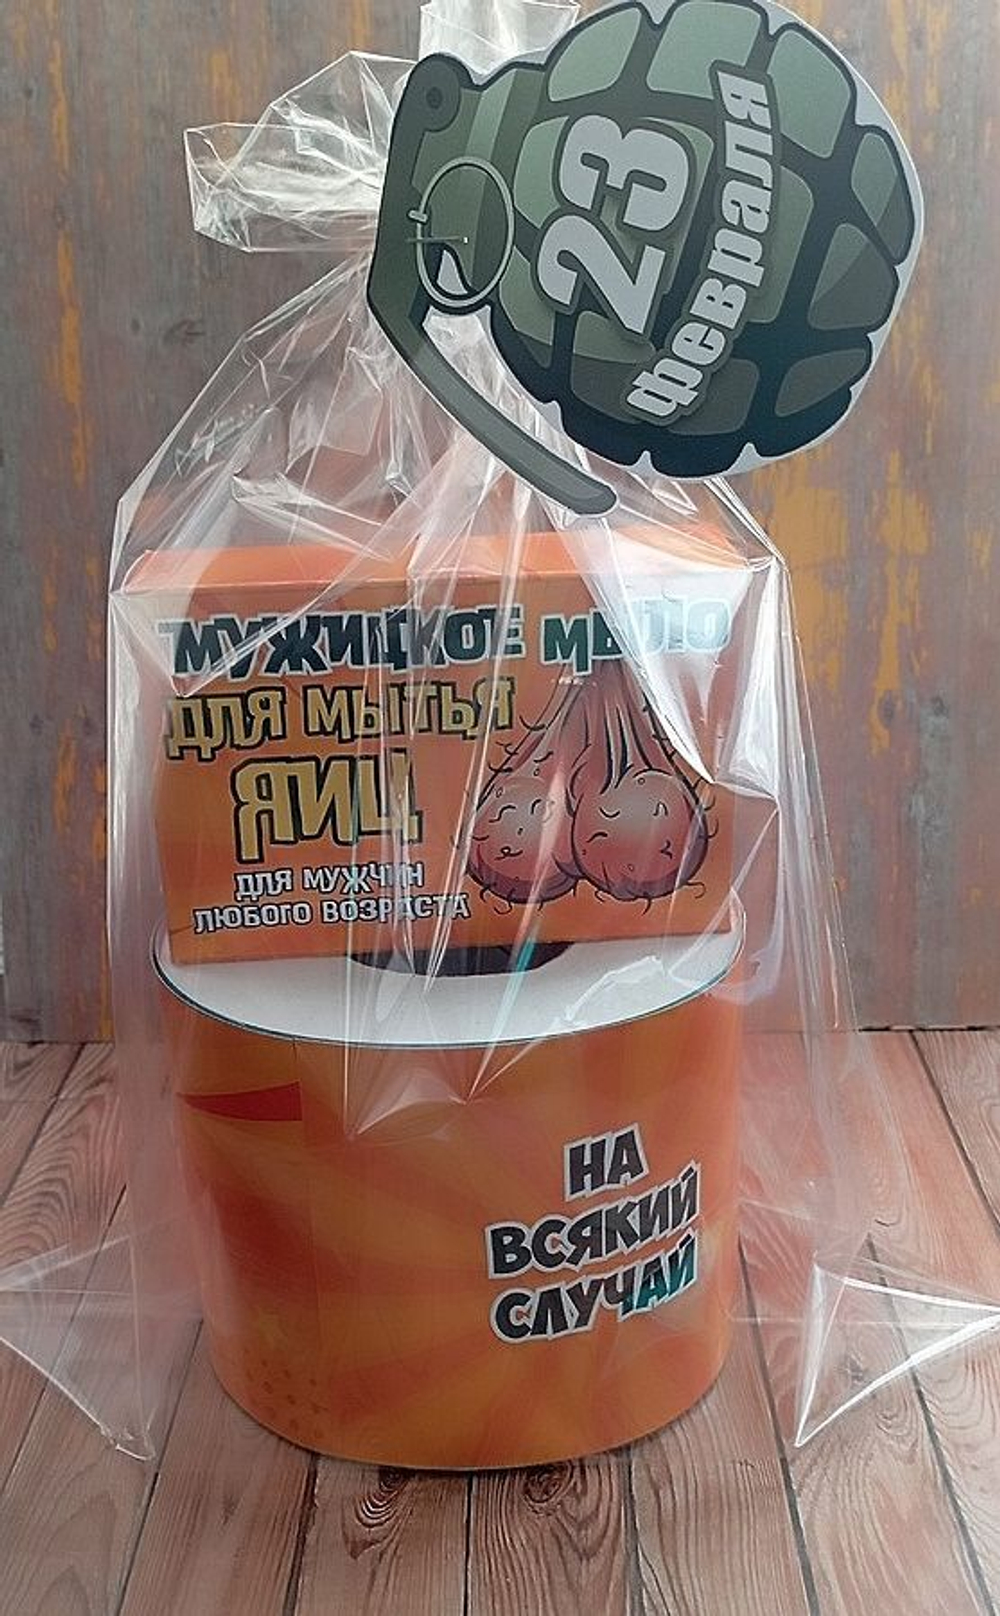 23
февраля
МУЖИЦКОЕ МЫЛО
ДЛЯ МЫТЬЯ
ЯИЦ
ДЛЯ МУЖЧИН
ЛЮБОГО ВОЗРАСТА
НА
ВСЯКИЙ
СЛУЧАЙ